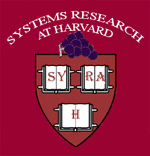 SYSTEMS RESEARCH
AT HARVARD
SY RA
H